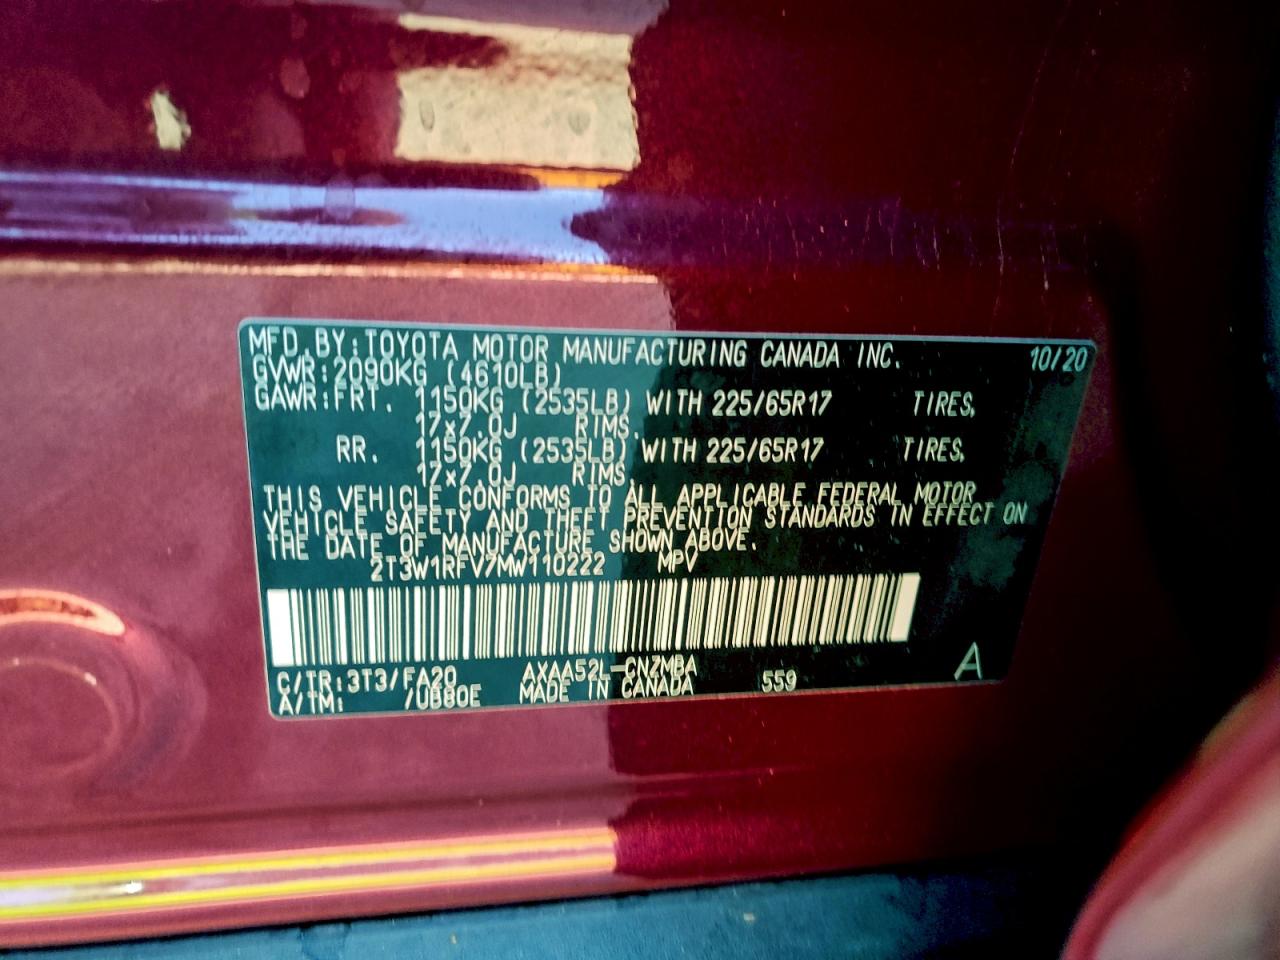 MFD.BY:TOYOTA MOTOR MANUFACTURING CANADA INC. 10/20
GVWR:2090KG (4610LB)
GAWR:FRT. 1150KG (2535LB) WITH 225/65R17 TIRES,
17x7.0J RIMS.
RR. 1150KG (2535LB) WITH 225/65R17 TIRES,
17x7.0J RIMS.
THIS VEHICLE CONFORMS TO ALL APPLICABLE FEDERAL MOTOR
VEHICLE SAFETY AND THEFT PREVENTION STANDARDS IN EFFECT ON
THE DATE OF MANUFACTURE SHOWN ABOVE.
2T3W1RFV7MW110222 MPV
C/TR:3T3/FA20 AXAA52L-CNZMBA 559 A
A/TM: /UB80E MADE IN CANADA